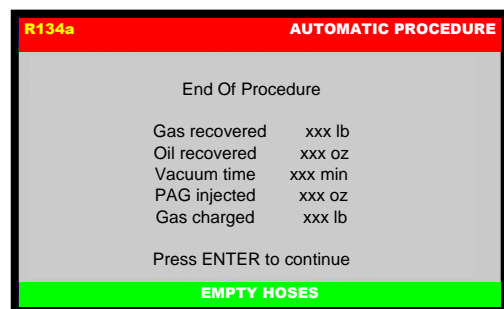 R134a AUTOMATIC PROCEDURE
End Of Procedure
Gas recovered xxx lb
Oil recovered xxx oz
Vacuum time xxx min
PAG injected xxx oz
Gas charged xxx lb
Press ENTER to continue
EMPTY HOSES